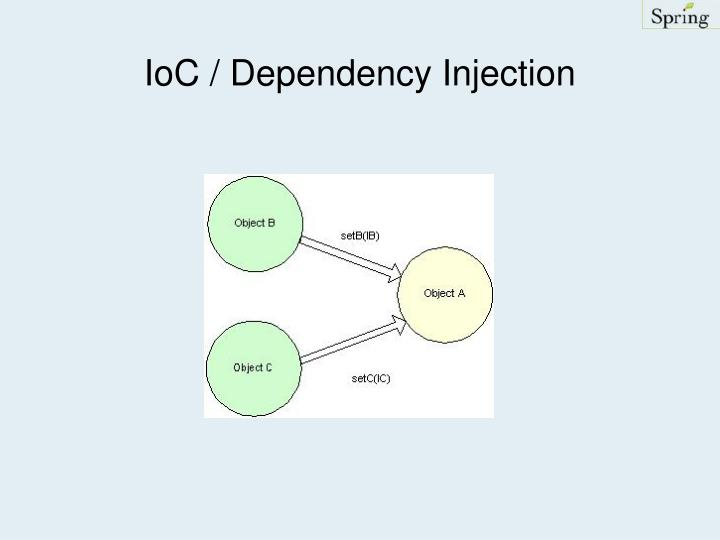 Spring
IoC / Dependency Injection
Object B
setB(IB)
Object A
Object C
setC(IC)